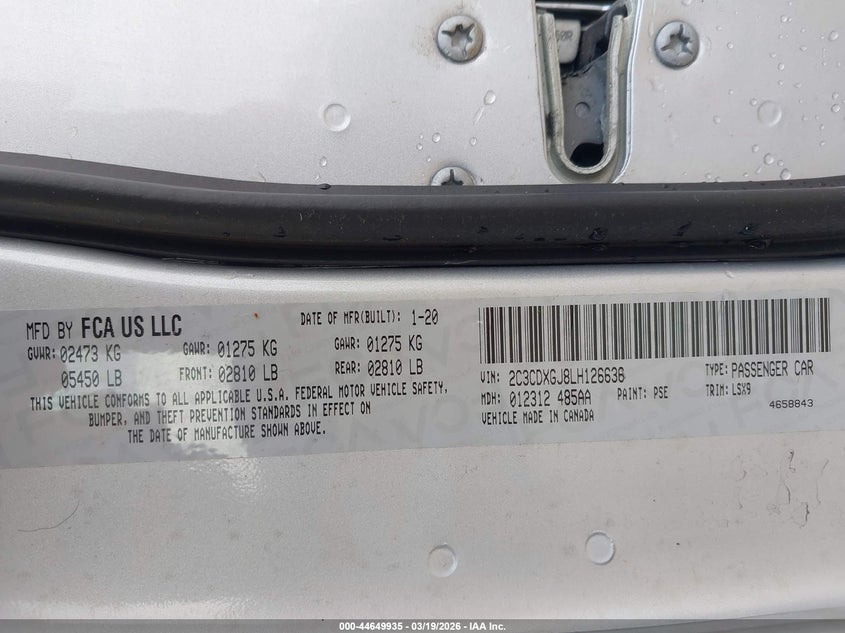 50R
MFD BY FCA US LLC DATE OF MFR(BUILT): 1-20
GVWR: 02473 KG GAWR: 01275 KG GAWR: 01275 KG
05450 LB FRONT: 02810 LB REAR: 02810 LB
THIS VEHICLE CONFORMS TO ALL APPLICABLE U.S.A. FEDERAL MOTOR VEHICLE SAFETY,
BUMPER, AND THEFT PREVENTION STANDARDS IN EFFECT ON
THE DATE OF MANUFACTURE SHOWN ABOVE.
VIN: 2C3CDXGJ8LH126636 TYPE: PASSENGER CAR
MDH: 012312 485AA PAINT: PSE TRIM: LSX9
VEHICLE MADE IN CANADA 4658843
000-44649935 - 03/19/2026 - IAA Inc.